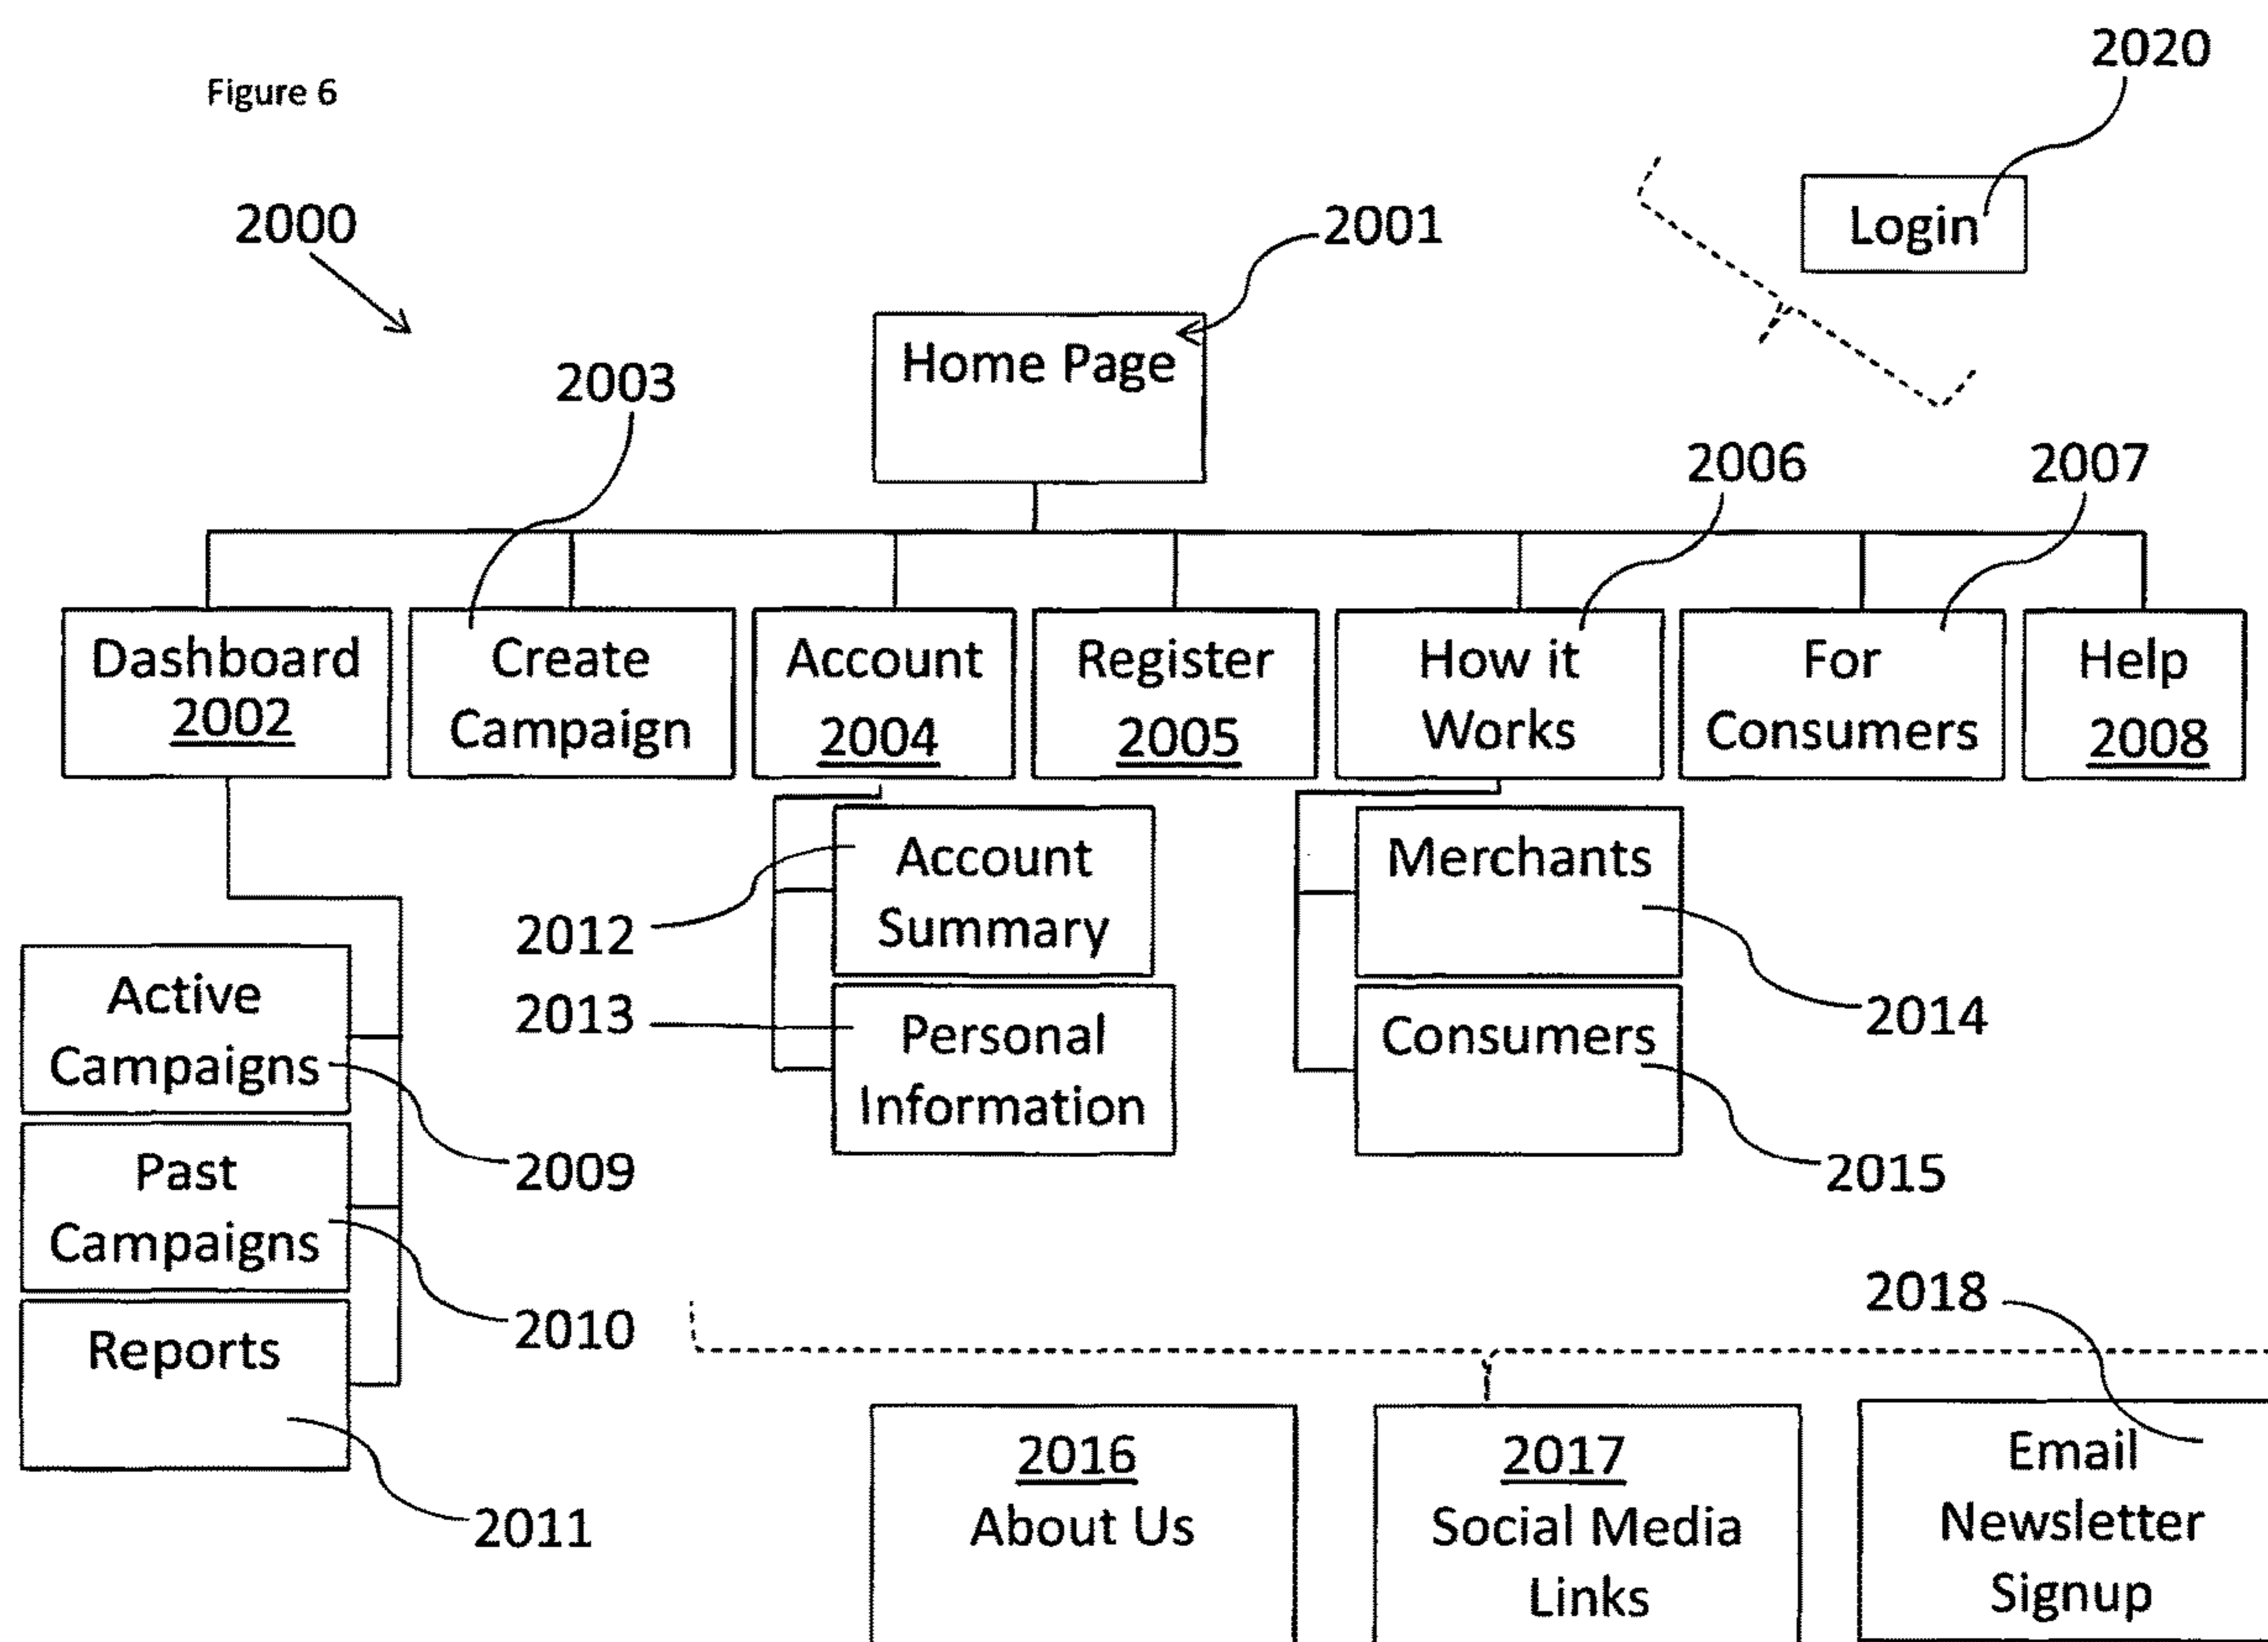 Figure 6
2020
Login
2000
2001
Home Page
2003
2006
2007
Dashboard
2002
Create
Campaign
Account
2004
Register
2005
How it
Works
For
Consumers
Help
2008
Account
Summary
2012
Merchants
2014
2013
Personal
Information
Consumers
2015
Active
Campaigns
2009
Past
Campaigns
2010
Reports
2011
2018
2016
About Us
2017
Social Media
Links
Email
Newsletter
Signup